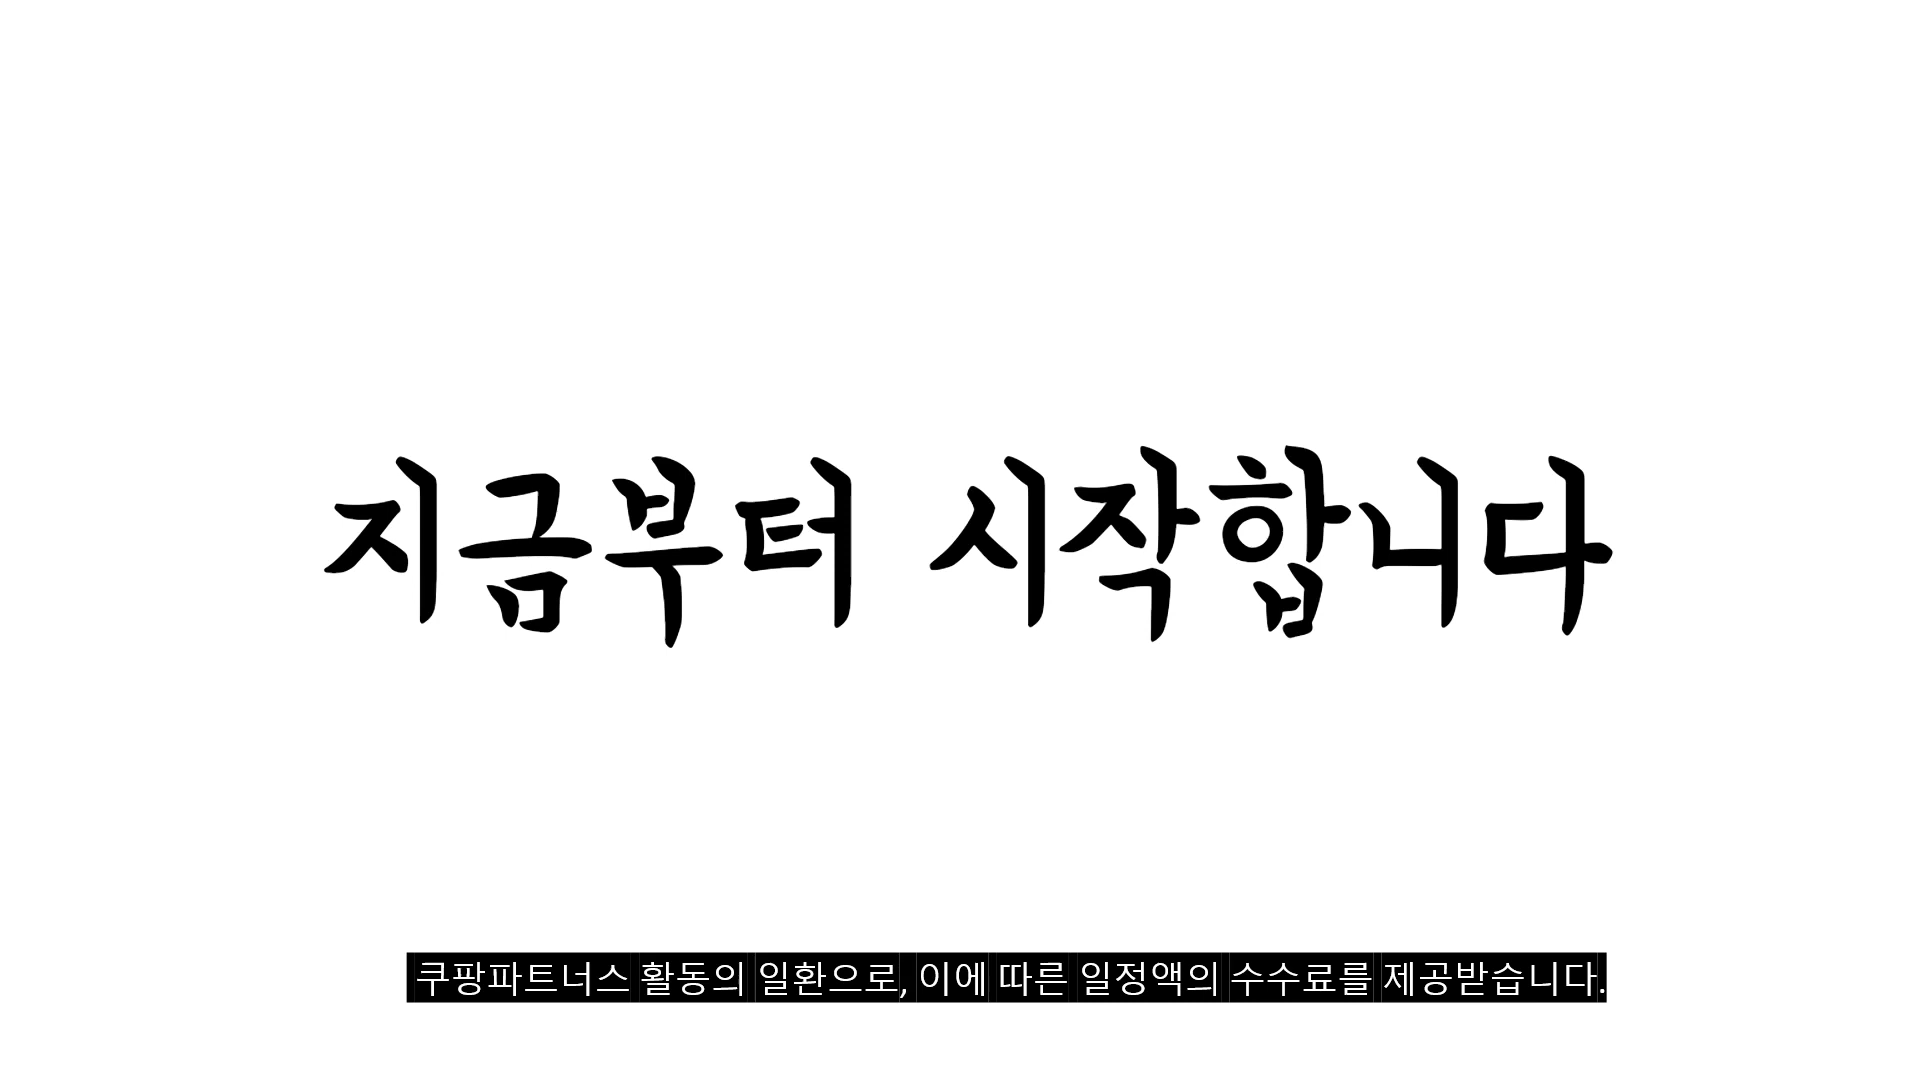 지금부터 시작합니다
쿠팡파트너스 활동의 일환으로, 이에 따른 일정액의 수수료를 제공받습니다.